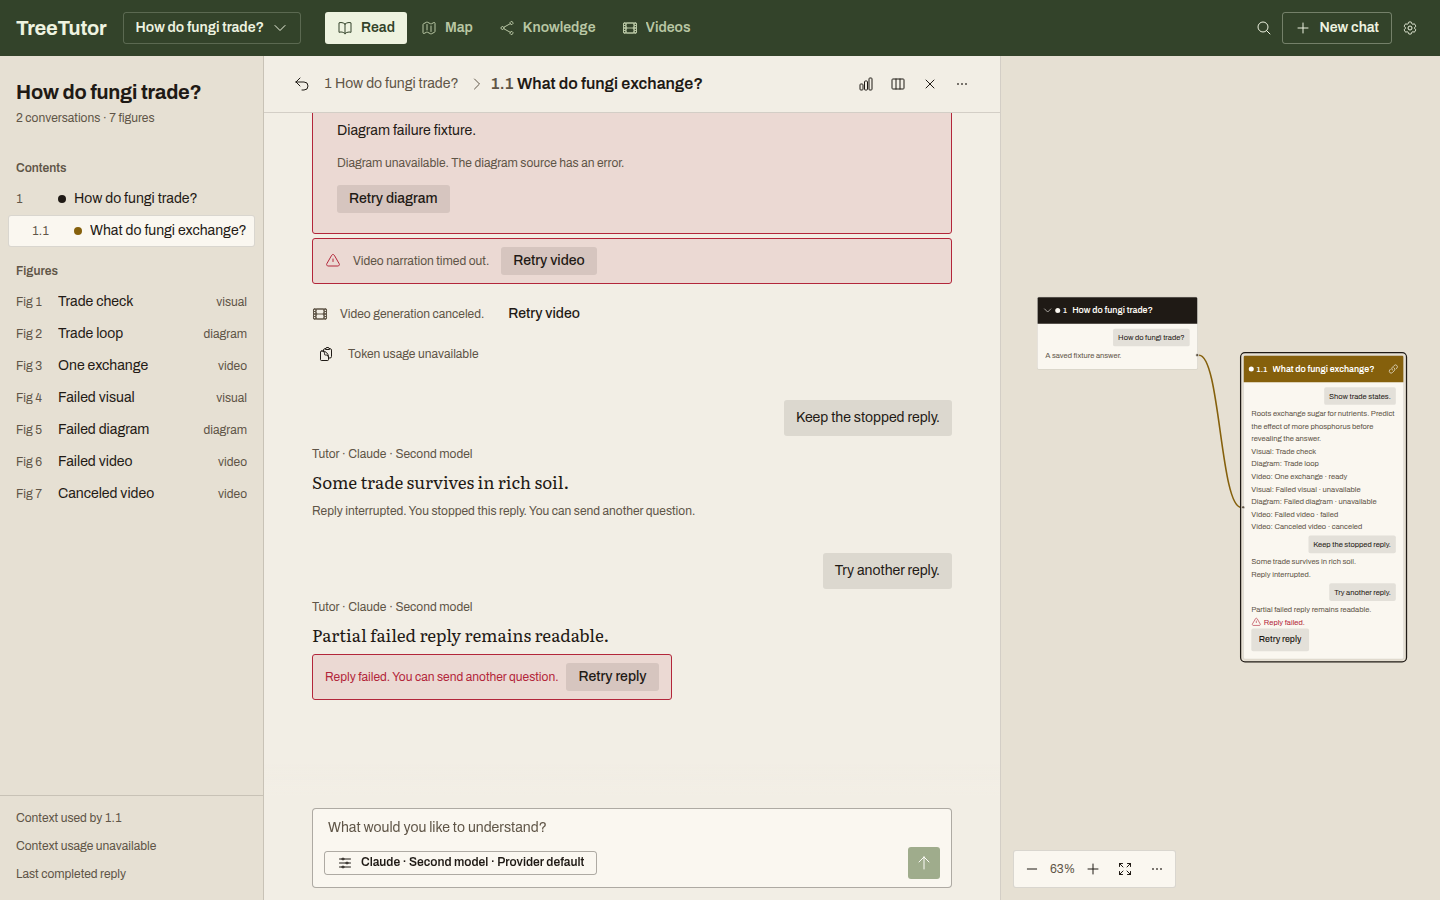 TreeTutor
How do fungi trade?
Read
Map
Knowledge
Videos
New chat
How do fungi trade?
2 conversations · 7 figures
Contents
1 How do fungi trade?
1.1 What do fungi exchange?
Figures
Fig 1 Trade check visual
Fig 2 Trade loop diagram
Fig 3 One exchange video
Fig 4 Failed visual visual
Fig 5 Failed diagram diagram
Fig 6 Failed video video
Fig 7 Canceled video video
Context used by 1.1
Context usage unavailable
Last completed reply
1 How do fungi trade?
1.1 What do fungi exchange?
Diagram failure fixture.
Diagram unavailable. The diagram source has an error.
Retry diagram
Video narration timed out. Retry video
Video generation canceled. Retry video
Token usage unavailable
Keep the stopped reply.
Tutor · Claude · Second model
Some trade survives in rich soil.
Reply interrupted. You stopped this reply. You can send another question.
Try another reply.
Tutor · Claude · Second model
Partial failed reply remains readable.
Reply failed. You can send another question. Retry reply
What would you like to understand?
Claude · Second model · Provider default
1 How do fungi trade?
How do fungi trade?
A saved fixture answer.
1.1 What do fungi exchange?
Show trade states.
Roots exchange sugar for nutrients. Predict
the effect of more phosphorus before
revealing the answer.
Visual: Trade check
Diagram: Trade loop
Video: One exchange · ready
Visual: Failed visual · unavailable
Diagram: Failed diagram · unavailable
Video: Failed video · failed
Video: Canceled video · canceled
Keep the stopped reply.
Some trade survives in rich soil.
Reply interrupted.
Try another reply.
Partial failed reply remains readable.
Reply failed.
Retry reply
63%